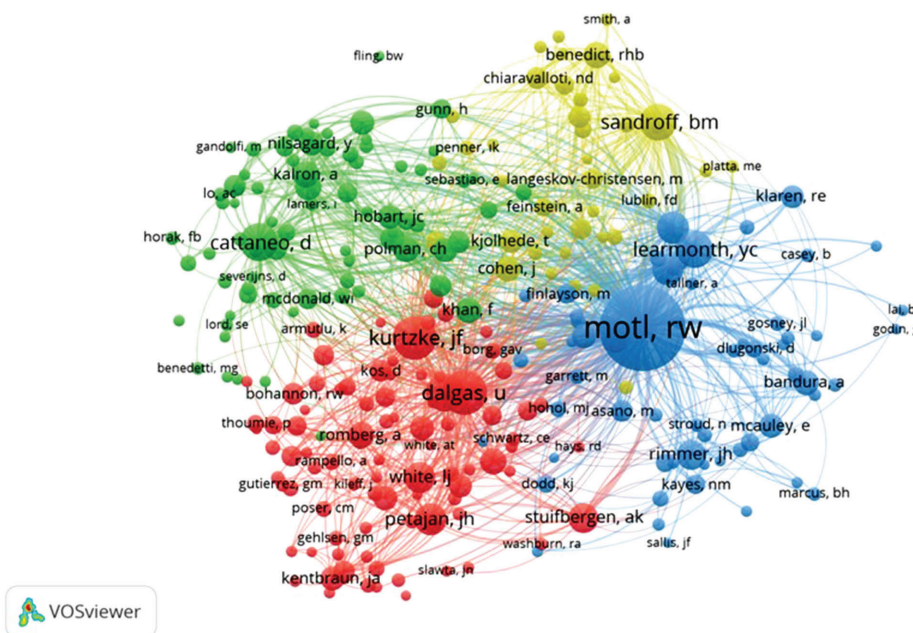 smith, a
benedict, rhb
fling, bw
chiaravalloti, nd
gunn, h
sandroff, bm
nilsagard, y
gandolfi, m
penner, ik
kalron, a
platta, me
sebastiao, e
langeskov-christensen, m
lo, ac
lamers, i
lublin, fd
klaren, re
feinstein, a
hobart, jc
horak, fb
cattaneo, d
polman, ch
kjolhede, t
learmonth, yc
casey, b
cohen, j
severijns, d
tallner, a
finlayson, m
mcdonald, wi
khan, f
lai, b
lord, se
armutlu, k
motl, rw
gosney, jl
godin,
kurtzke, jf
borg, gav
dlugonski, d
benedetti, mg
kos, d
garrett, m
bandura, a
bohannon, rw
dalgas, u
hohol, mj
asano, m
thoumie, p
stroud, n
mcauley, e
romberg, a
white, at
schwartz, ce
hays, rd
rimmer, jh
rampello, a
gutierrez, gm
kileff, j
white, lj
dodd, kj
kayes, nm
marcus, bh
poser, cm
petajan, jh
stuifbergen, ak
gehlsen, gm
washburn, ra
sallis, jf
kentbraun, ja
slawta, jn
VOSviewer